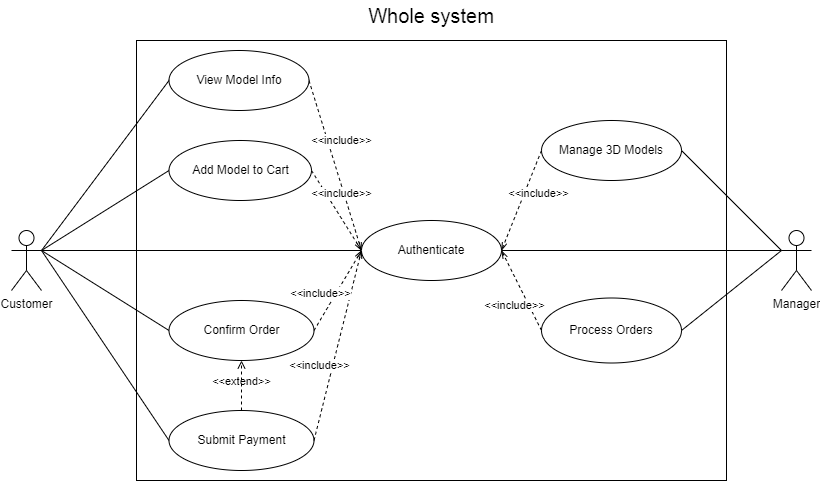 Whole system
View Model Info
<<include>>
Manage 3D Models
Add Model to Cart
<<include>>
<<include>>
Authenticate
Customer
Manager
<<include>>
<<include>>
Confirm Order
Process Orders
<<include>>
<<extend>>
Submit Payment